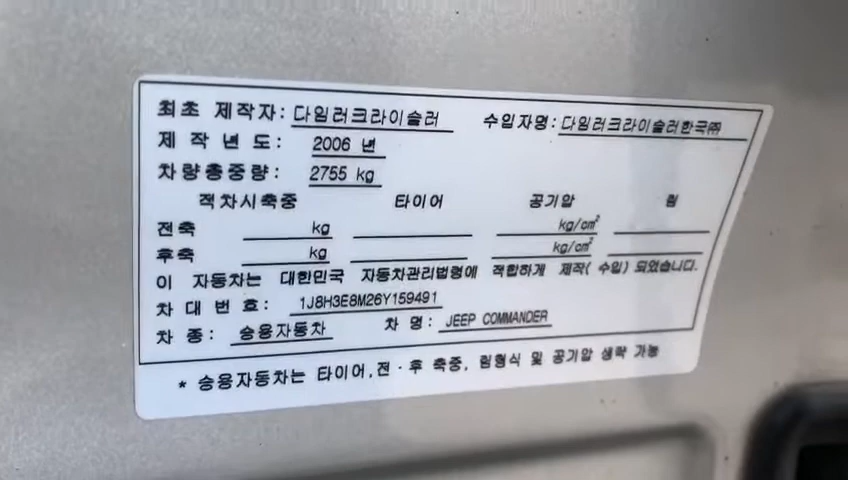 최초 제작자: 다임러크라이슬러 수입자명: 다임러크라이슬러한국㈜
제 작 년 도: 2006 년
차량총중량: 2755 kg
적차시축중 타이어 공기압 림
전축 kg kg/cm²
후축 kg kg/cm²
이 자동차는 대한민국 자동차관리법령에 적합하게 제작( 수입) 되었습니다.
차 대 번 호: 1J8H3E8M26Y159491
차 종: 승용자동차 차 명: JEEP COMMANDER
* 승용자동차는 타이어,전·후 축중, 림형식 및 공기압 생략 가능